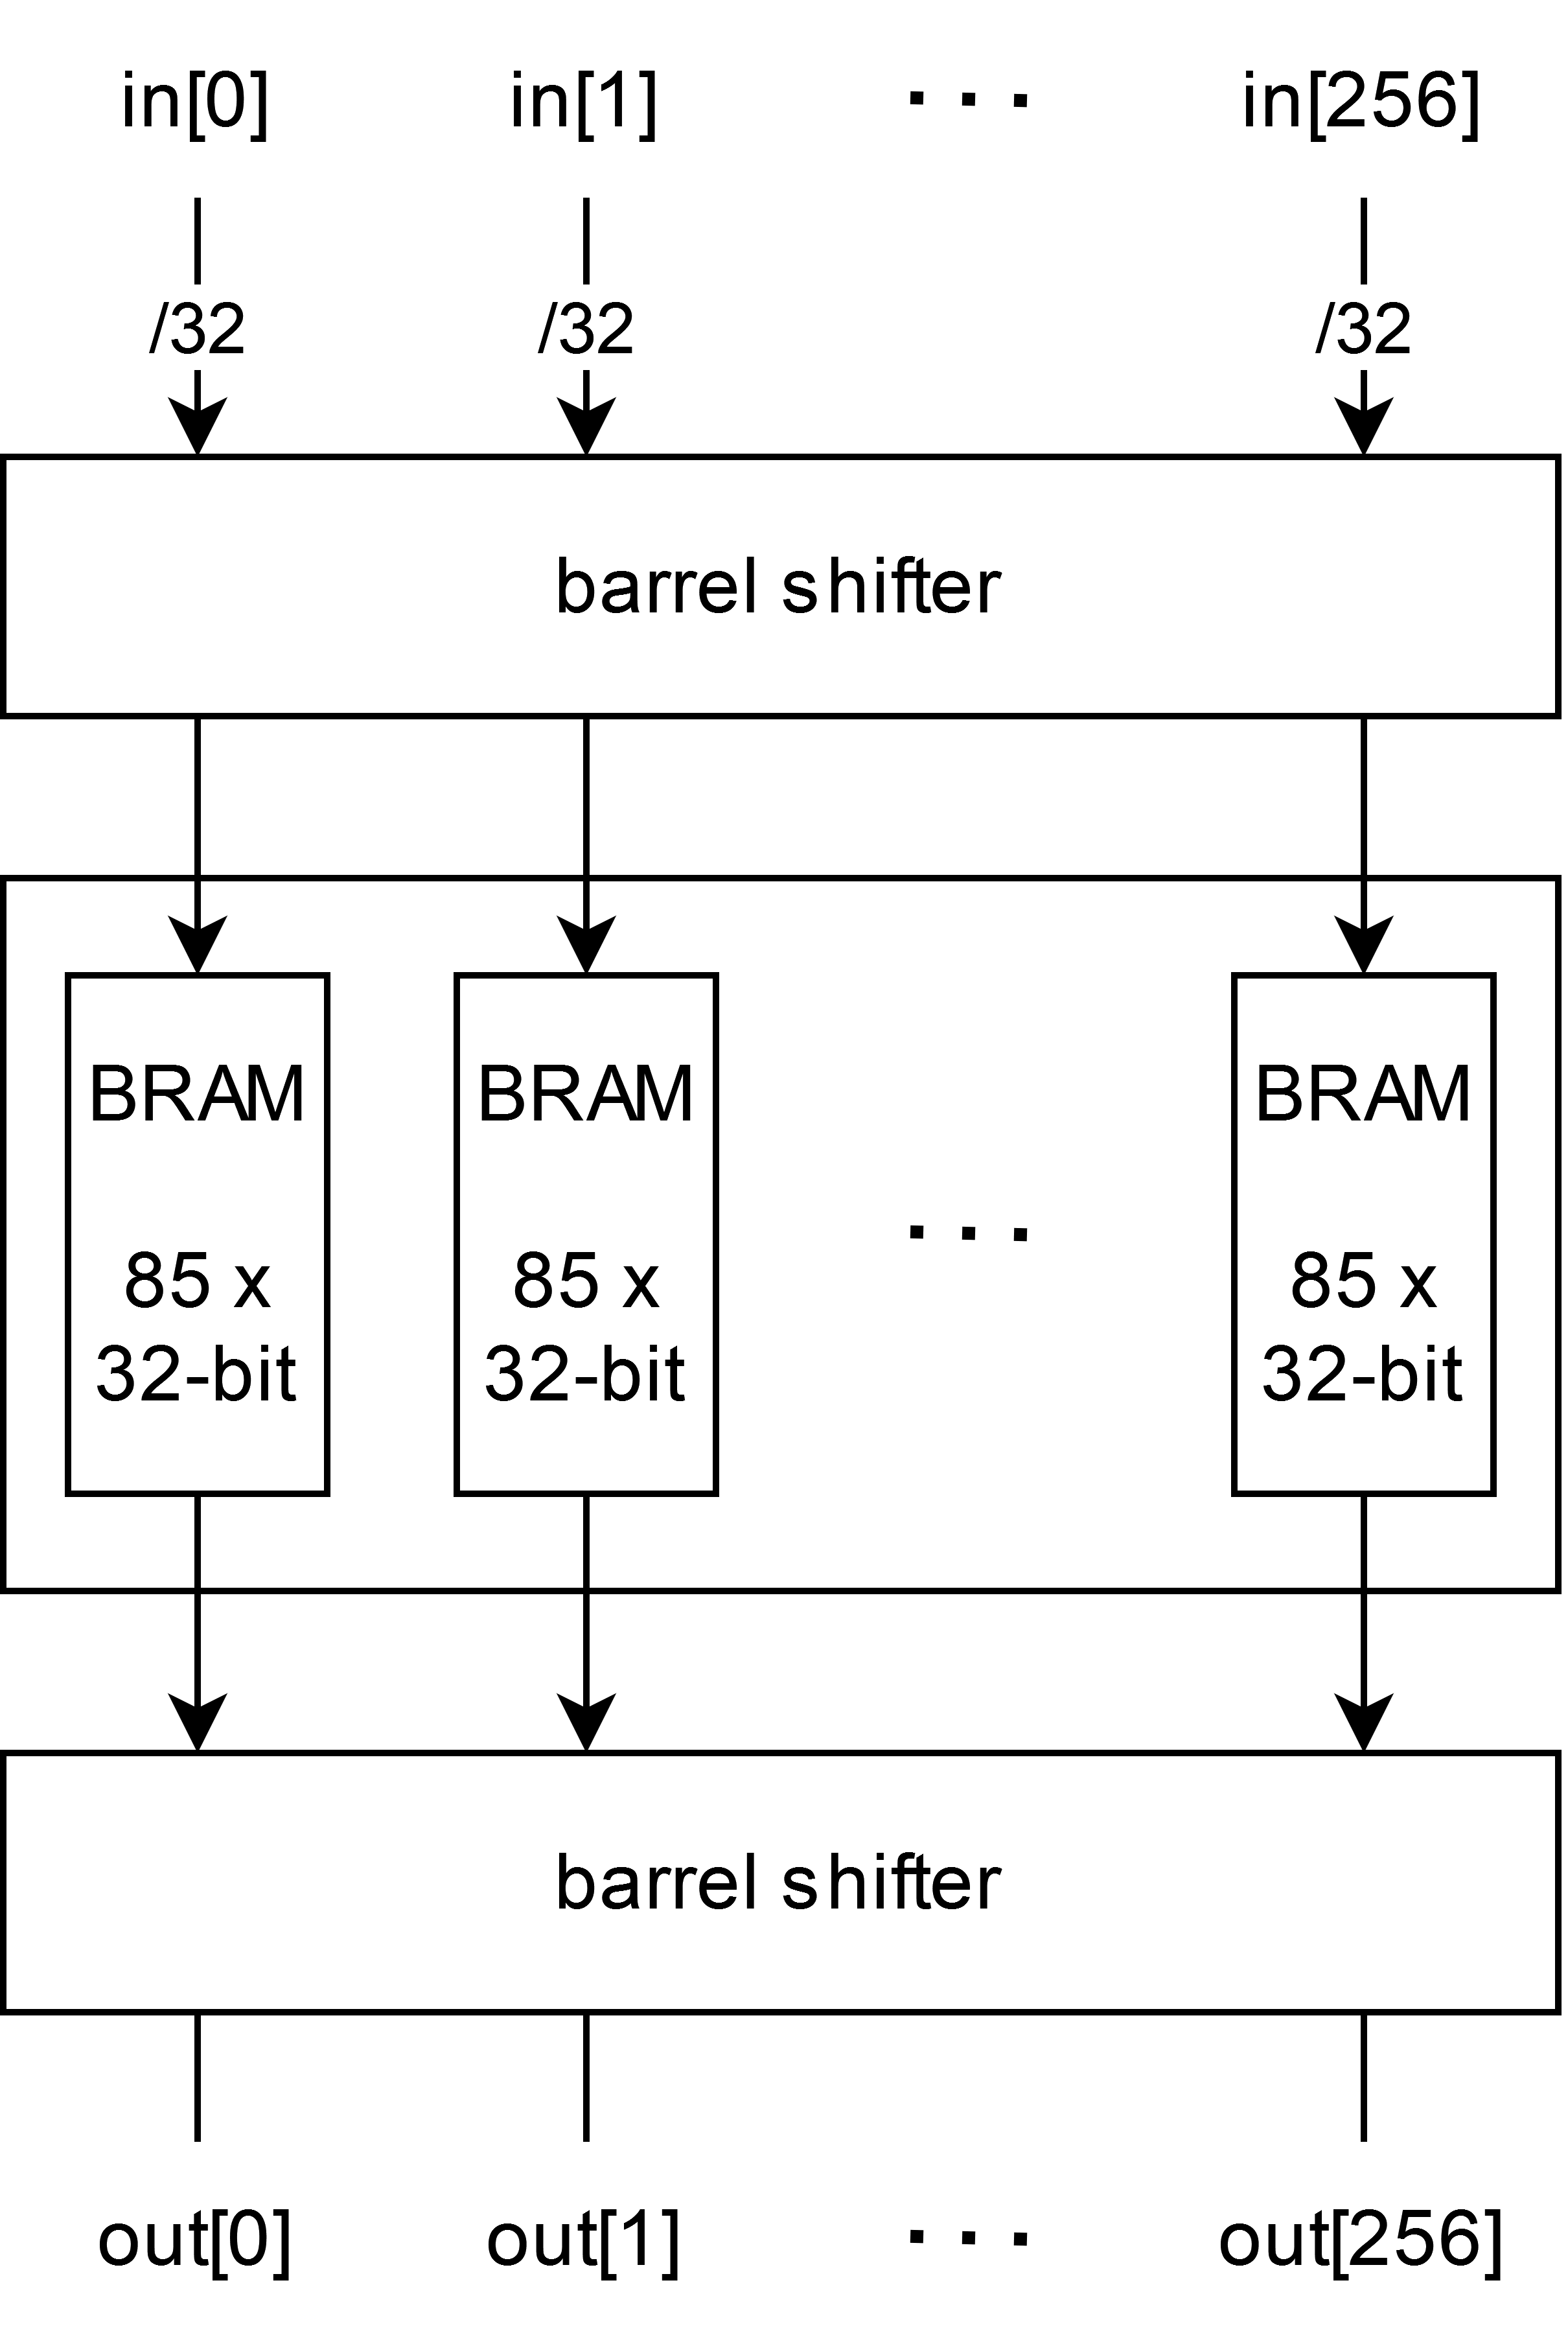 in[0] in[1] ... in[256]
/32 /32 /32
barrel shifter
BRAM BRAM BRAM
...
85 x 85 x 85 x
32-bit 32-bit 32-bit
barrel shifter
out[0] out[1] ... out[256]